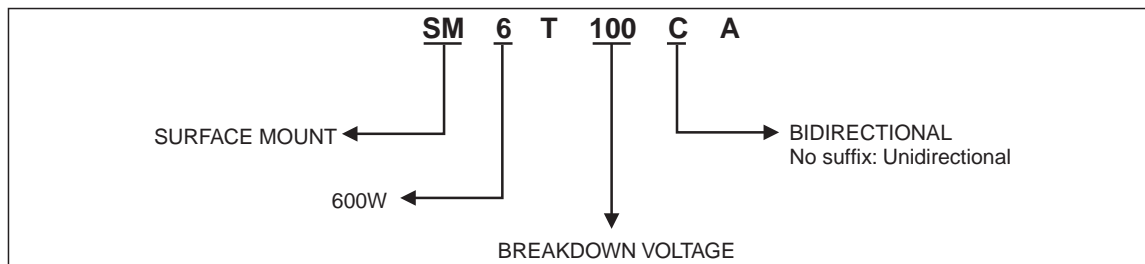 SM 6 T 100 C A
SURFACE MOUNT
BIDIRECTIONAL
No suffix: Unidirectional
600W
BREAKDOWN VOLTAGE